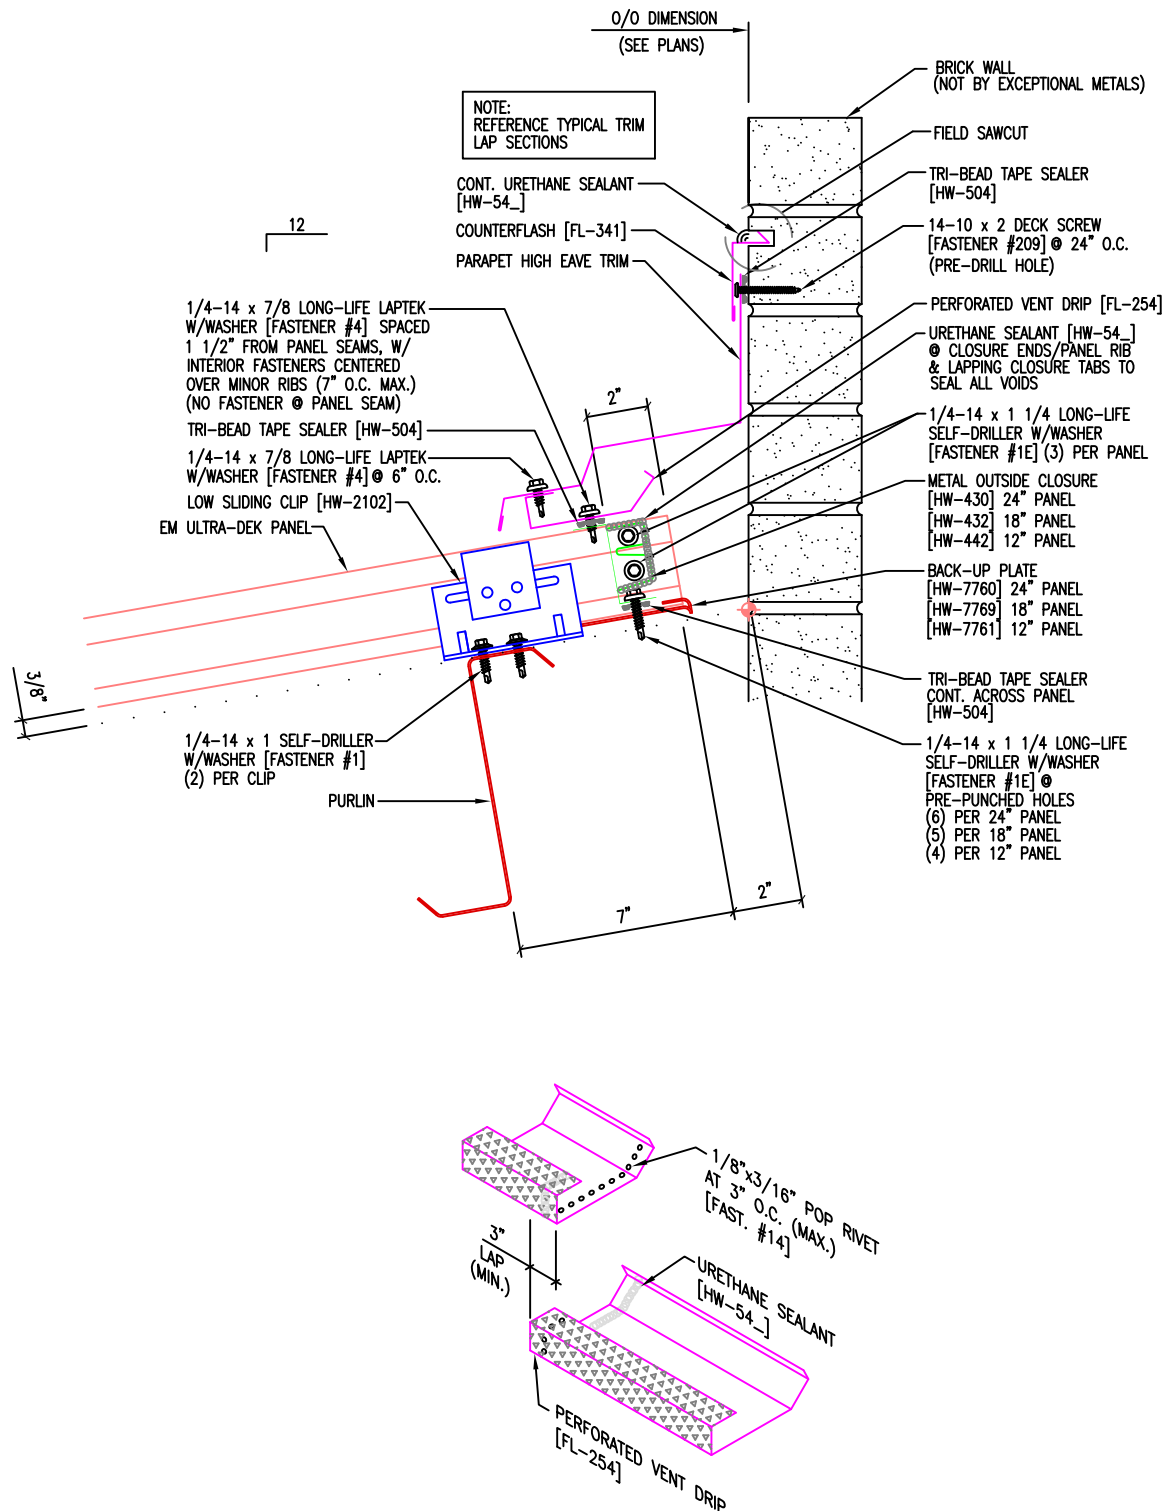 O/O DIMENSION
(SEE PLANS)
BRICK WALL
(NOT BY EXCEPTIONAL METALS)
NOTE:
REFERENCE TYPICAL TRIM
LAP SECTIONS
FIELD SAWCUT
TRI-BEAD TAPE SEALER
[HW-504]
CONT. URETHANE SEALANT
[HW-54_]
COUNTERFLASH [FL-341]
PARAPET HIGH EAVE TRIM
14-10 x 2 DECK SCREW
[FASTENER #209] @ 24" O.C.
(PRE-DRILL HOLE)
12
1/4-14 x 7/8 LONG-LIFE LAPTEK
W/WASHER [FASTENER #4] SPACED
1 1/2" FROM PANEL SEAMS, W/
INTERIOR FASTENERS CENTERED
OVER MINOR RIBS (7" O.C. MAX.)
(NO FASTENER @ PANEL SEAM)
PERFORATED VENT DRIP [FL-254]
URETHANE SEALANT [HW-54_]
@ CLOSURE ENDS/PANEL RIB
& LAPPING CLOSURE TABS TO
SEAL ALL VOIDS
2"
TRI-BEAD TAPE SEALER [HW-504]
1/4-14 x 7/8 LONG-LIFE LAPTEK
W/WASHER [FASTENER #4] @ 6" O.C.
LOW SLIDING CLIP [HW-2102]
EM ULTRA-DEK PANEL
1/4-14 x 1 1/4 LONG-LIFE
SELF-DRILLER W/WASHER
[FASTENER #1E] (3) PER PANEL
METAL OUTSIDE CLOSURE
[HW-430] 24" PANEL
[HW-432] 18" PANEL
[HW-442] 12" PANEL
BACK-UP PLATE
[HW-7760] 24" PANEL
[HW-7769] 18" PANEL
[HW-7761] 12" PANEL
3/8"
TRI-BEAD TAPE SEALER
CONT. ACROSS PANEL
[HW-504]
1/4-14 x 1 SELF-DRILLER
W/WASHER [FASTENER #1]
(2) PER CLIP
PURLIN
1/4-14 x 1 1/4 LONG-LIFE
SELF-DRILLER W/WASHER
[FASTENER #1E] @
PRE-PUNCHED HOLES
(6) PER 24" PANEL
(5) PER 18" PANEL
(4) PER 12" PANEL
7"
2"
1/8"x3/16" POP RIVET
AT 3" O.C. (MAX.)
[FAST. #14]
3"
LAP
(MIN.)
URETHANE SEALANT
[HW-54_]
PERFORATED VENT DRIP
[FL-254]